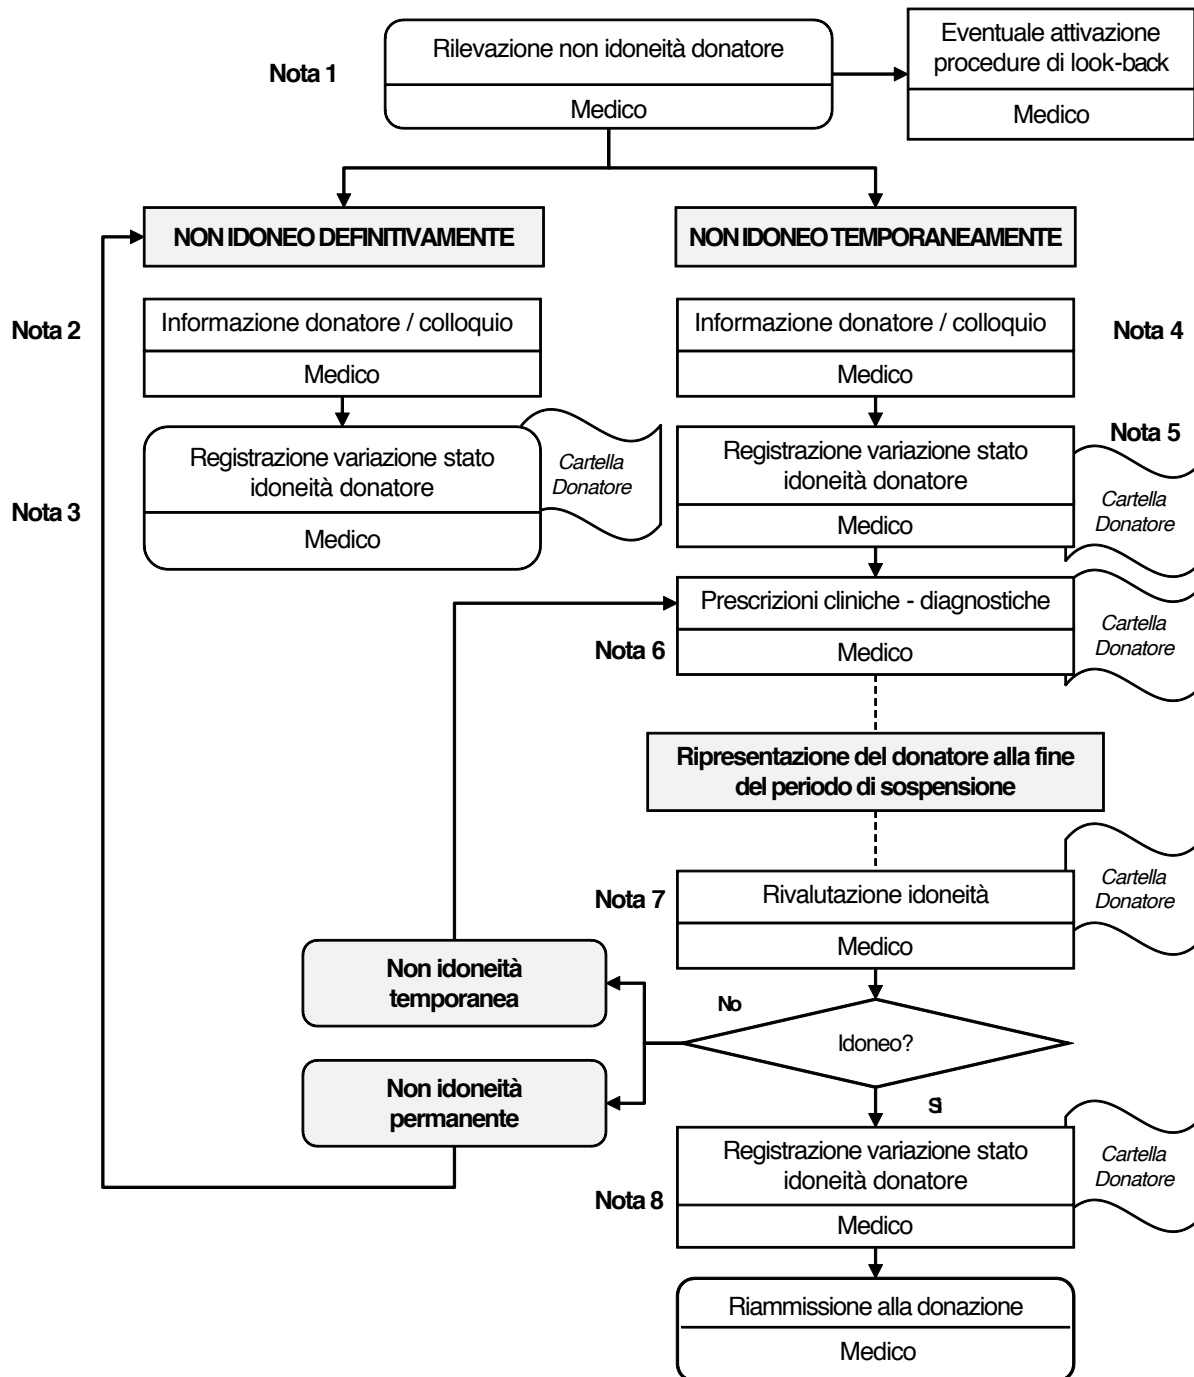 Rilevazione non idoneità donatore
Medico
Nota 1
Eventuale attivazione
procedure di look-back
Medico
NON IDONEO DEFINITIVAMENTE
NON IDONEO TEMPORANEAMENTE
Nota 2
Informazione donatore / colloquio
Medico
Informazione donatore / colloquio
Medico
Nota 4
Nota 3
Registrazione variazione stato
idoneità donatore
Medico
Cartella
Donatore
Registrazione variazione stato
idoneità donatore
Medico
Nota 5
Cartella
Donatore
Prescrizioni cliniche - diagnostiche
Medico
Nota 6
Cartella
Donatore
Ripresentazione del donatore alla fine
del periodo di sospensione
Nota 7
Rivalutazione idoneità
Medico
Cartella
Donatore
Non idoneità
temporanea
No
Idoneo?
Non idoneità
permanente
Si
Registrazione variazione stato
idoneità donatore
Medico
Nota 8
Cartella
Donatore
Riammissione alla donazione
Medico